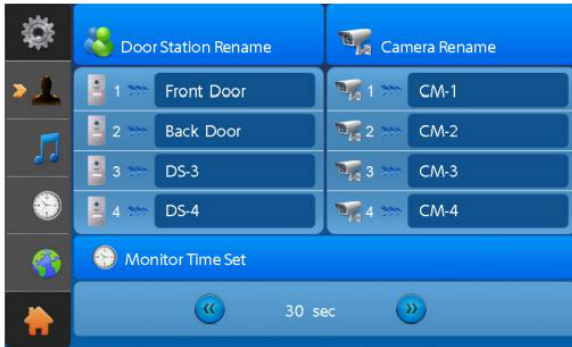 Door Station Rename
Camera Rename
1 Front Door
1 CM-1
2 Back Door
2 CM-2
3 DS-3
3 CM-3
4 DS-4
4 CM-4
Monitor Time Set
30 sec